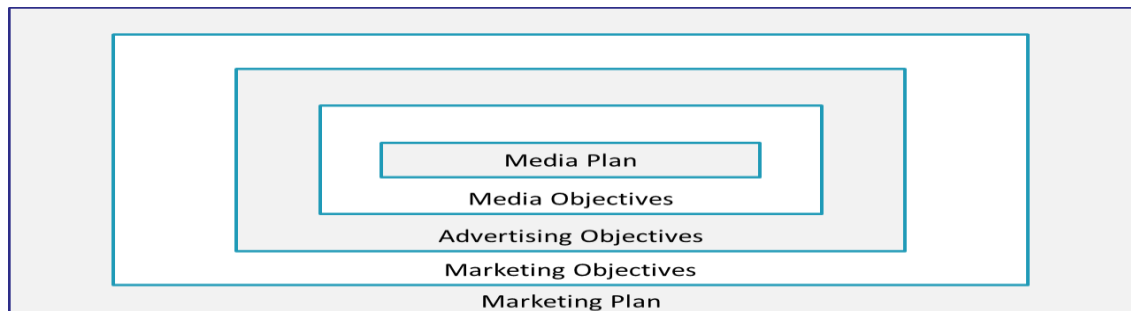 Media Plan
Media Objectives
Advertising Objectives
Marketing Objectives
Marketing Plan